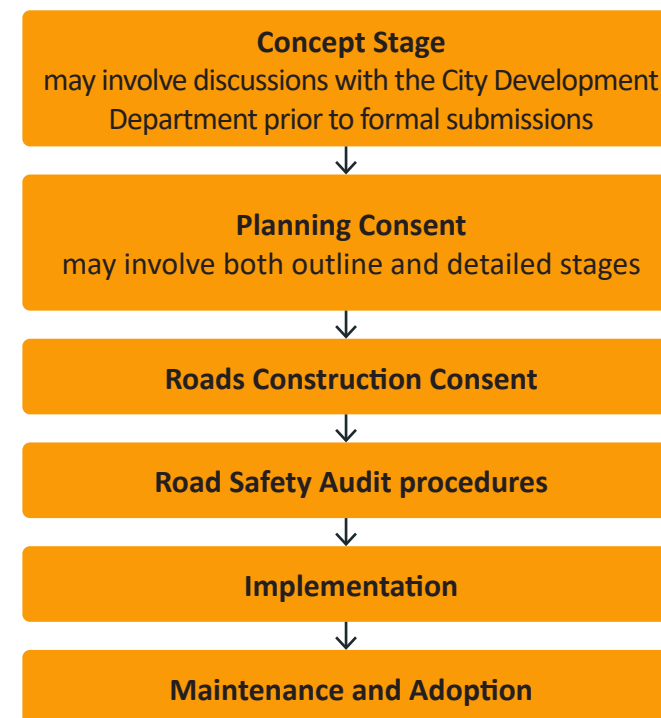 Concept Stage
may involve discussions with the City Development
Department prior to formal submissions
Planning Consent
may involve both outline and detailed stages
Roads Construction Consent
Road Safety Audit procedures
Implementation
Maintenance and Adoption